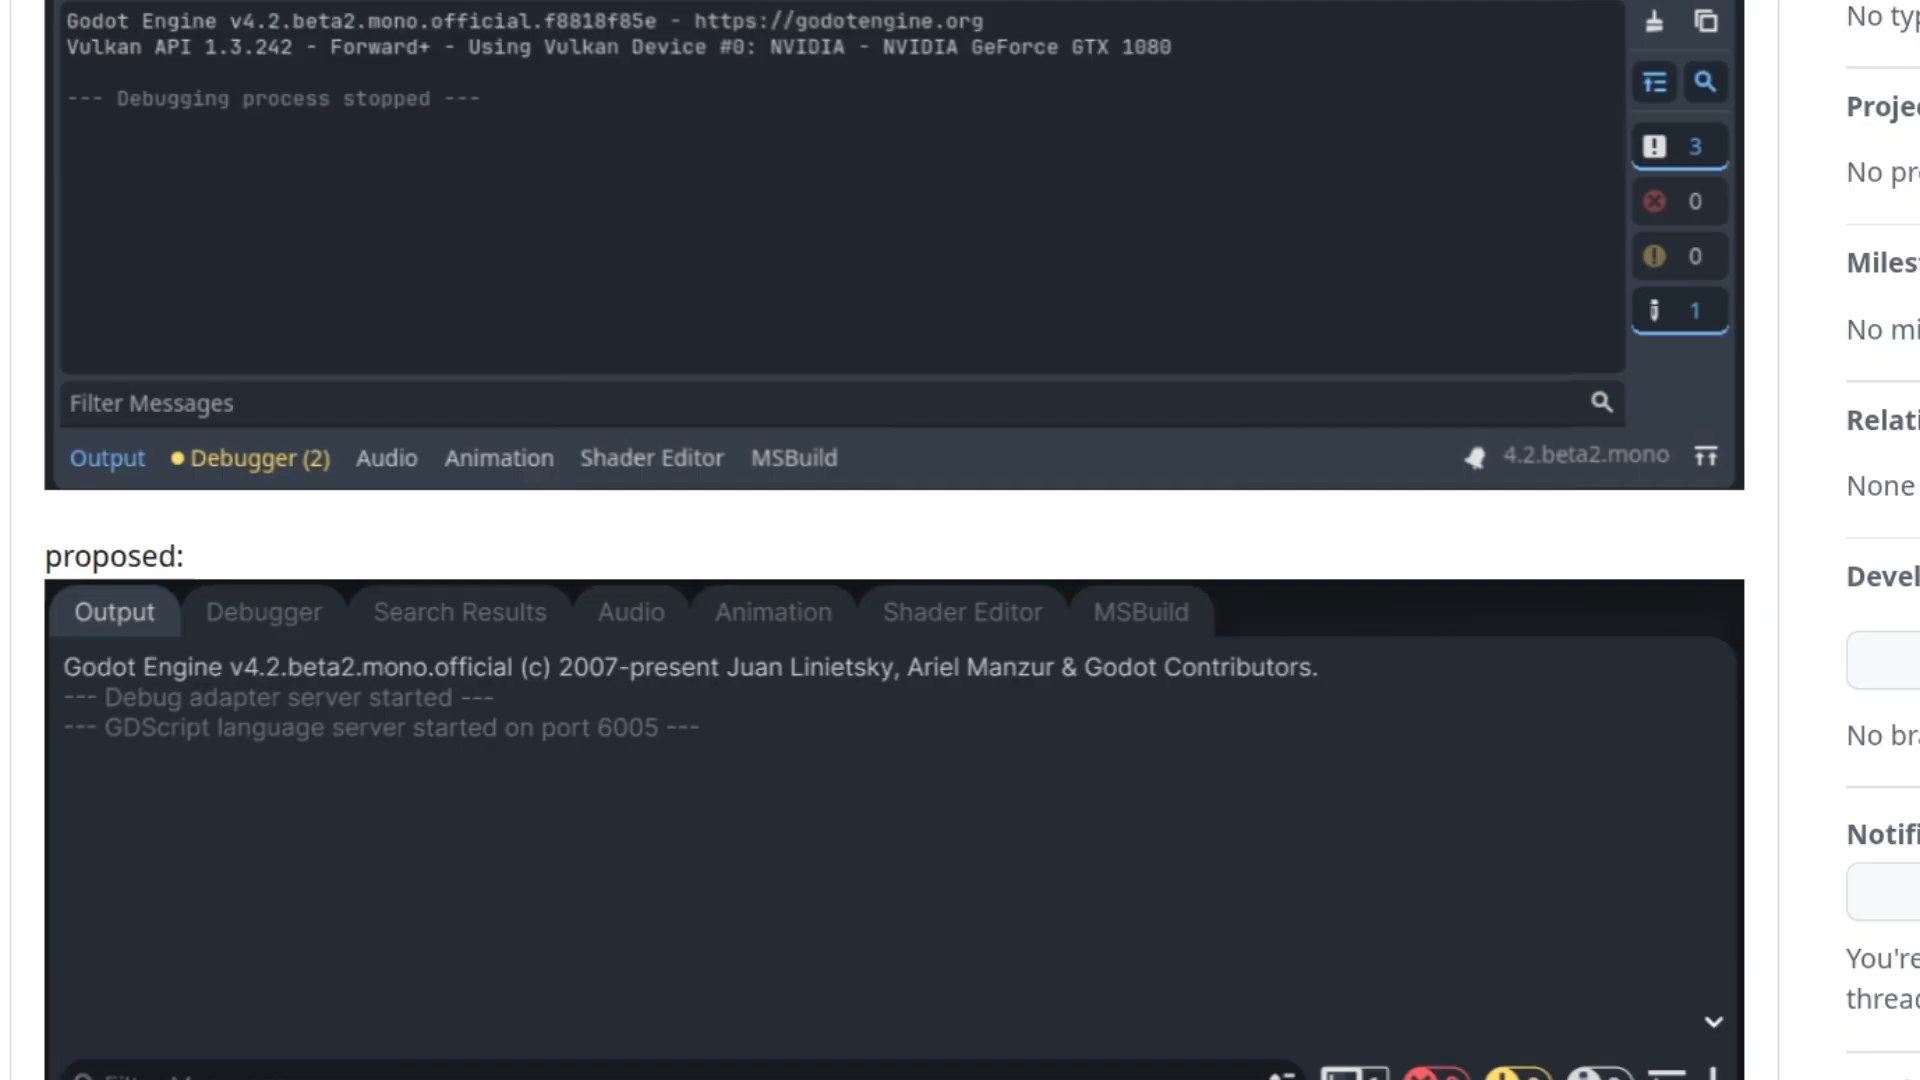 Godot Engine v4.2.beta2.mono.official.f8818f85e - https://godotengine.org
Vulkan API 1.3.242 - Forward+ - Using Vulkan Device #0: NVIDIA - NVIDIA GeForce GTX 1080
--- Debugging process stopped ---
3
0
0
1
Filter Messages
Output Debugger (2) Audio Animation Shader Editor MSBuild 4.2.beta2.mono
proposed:
Output Debugger Search Results Audio Animation Shader Editor MSBuild
Godot Engine v4.2.beta2.mono.official (c) 2007-present Juan Linietsky, Ariel Manzur & Godot Contributors.
--- Debug adapter server started ---
--- GDScript language server started on port 6005 ---
No
Projec
No pr
Miles
No mi
Relati
None
Devel
No br
Notifi
You're
threa